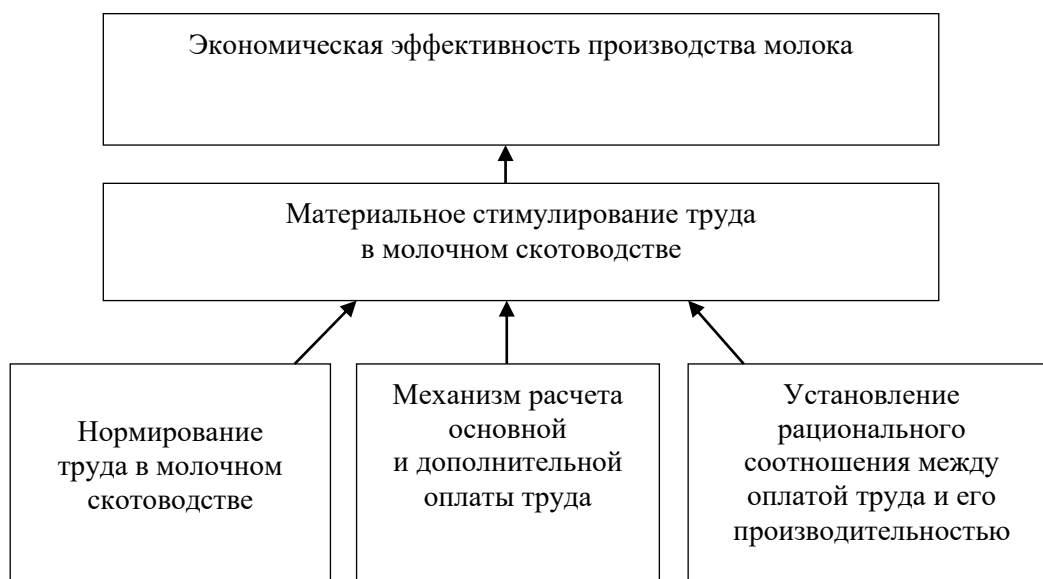 Экономическая эффективность производства молока
Материальное стимулирование труда
в молочном скотоводстве
Нормирование
труда в молочном
скотоводстве
Механизм расчета
основной
и дополнительной
оплаты труда
Установление
рационального
соотношения между
оплатой труда и его
производительностью